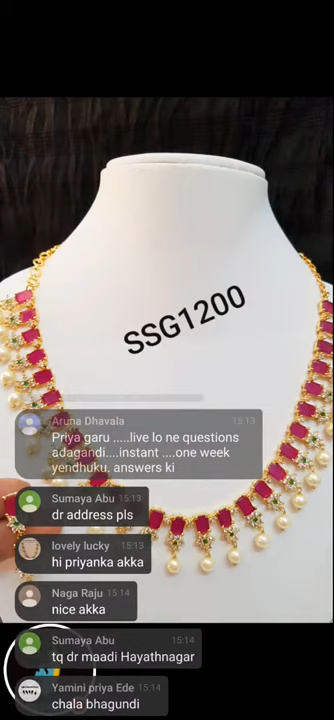 SSG1200
Aruna Dhavala 15:13
Priya garu .....live lo ne questions
adagandi....instant ....one week
yendhuku. answers ki
Sumaya Abu 15:13
dr address pls
lovely lucky 15:13
hi priyanka akka
Naga Raju 15:14
nice akka
Sumaya Abu 15:14
tq dr maadi Hayathnagar
Yamini priya Ede 15:14
chala bhagundi